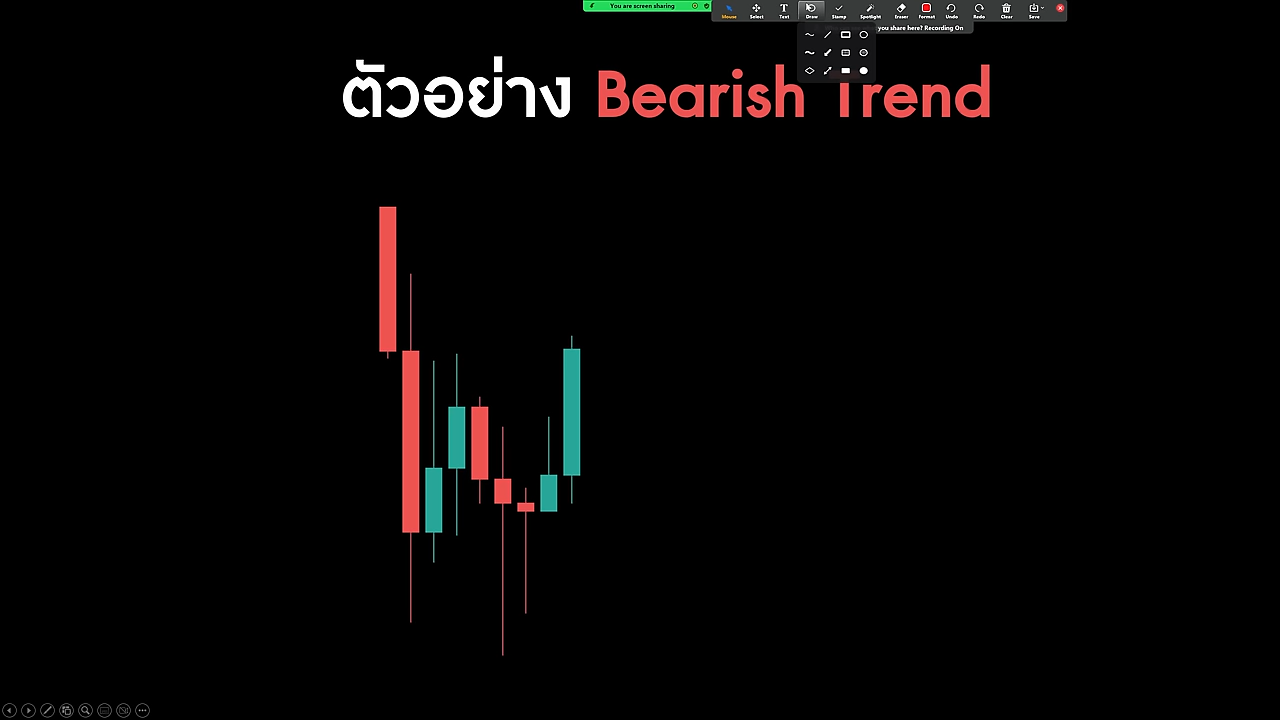 You are screen sharing
Mouse Select Text Draw Stamp Spotlight Eraser Format Undo Redo Clear Save
you share here? Recording On
ตัวอย่าง Bearish Trend